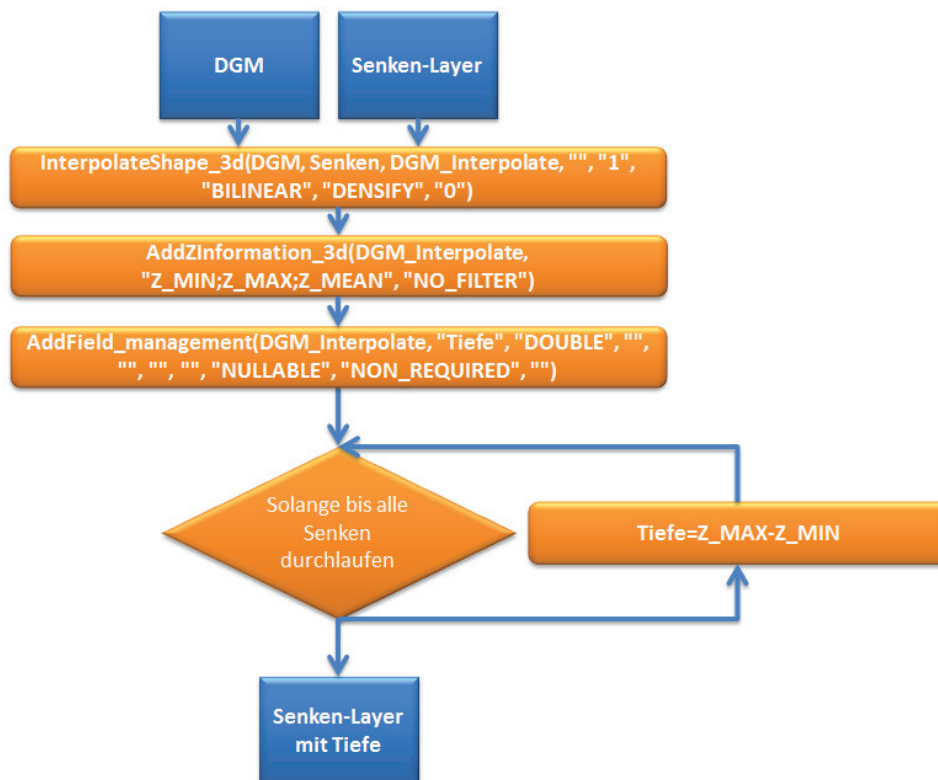 DGM
Senken-Layer
InterpolateShape_3d(DGM, Senken, DGM_Interpolate, "", "1",
"BILINEAR", "DENSIFY", "0")
AddZInformation_3d(DGM_Interpolate,
"Z_MIN;Z_MAX;Z_MEAN", "NO_FILTER")
AddField_management(DGM_Interpolate, "Tiefe", "DOUBLE", "",
"", "", "", "NULLABLE", "NON_REQUIRED", "")
Solange bis alle
Senken
durchlaufen
Tiefe=Z_MAX-Z_MIN
Senken-Layer
mit Tiefe